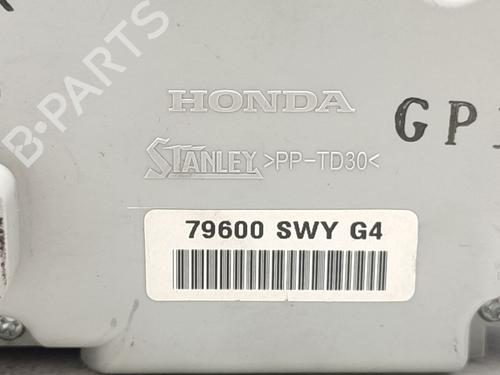 HONDA
GP
STANLEY >PP-TD30<
79600 SWY G4
B-PARTS